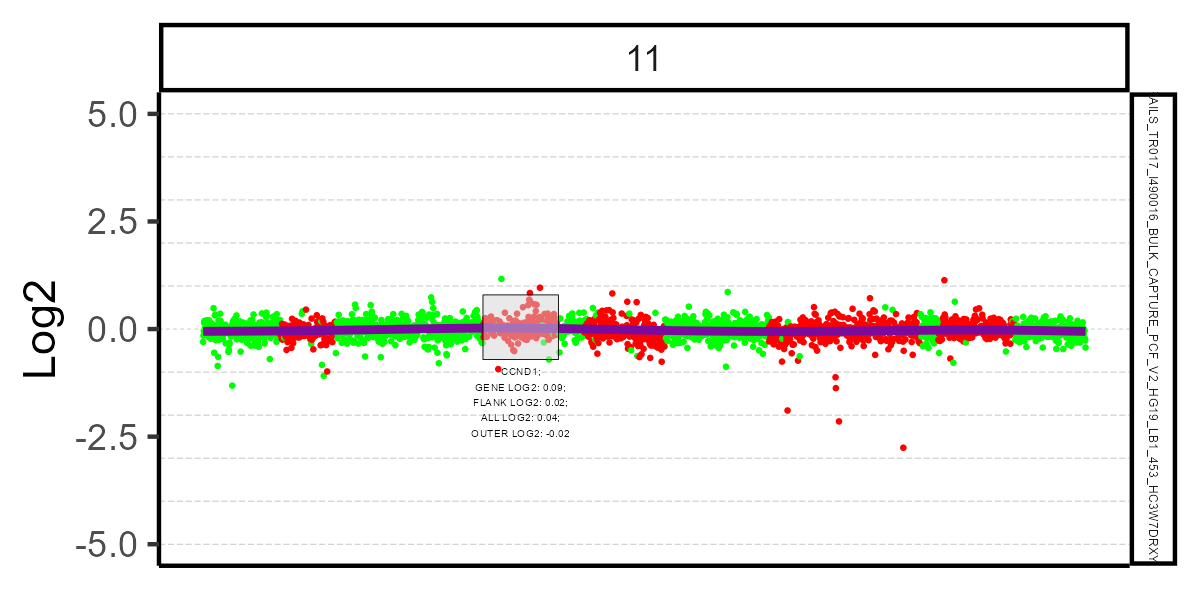 11
5.0
2.5
0.0
-2.5
-5.0
Log2
CCND1;
GENE LOG2: 0.09;
FLANK LOG2: 0.02;
ALL LOG2: 0.04;
OUTER LOG2: -0.02
AILS_TR017_I490016_BULK_CAPTURE_PCF_V2_HG19_LB1_453_HC3W7DRXY